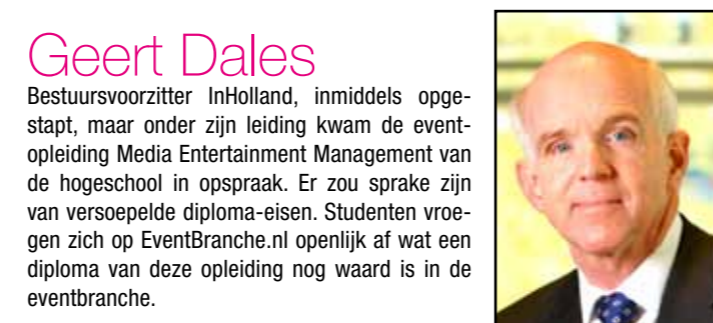 Geert Dales
Bestuursvoorzitter InHolland, inmiddels opge-
stapt, maar onder zijn leiding kwam de event-
opleiding Media Entertainment Management van
de hogeschool in opspraak. Er zou sprake zijn
van versoepelde diploma-eisen. Studenten vroe-
gen zich op EventBranche.nl openlijk af wat een
diploma van deze opleiding nog waard is in de
eventbranche.